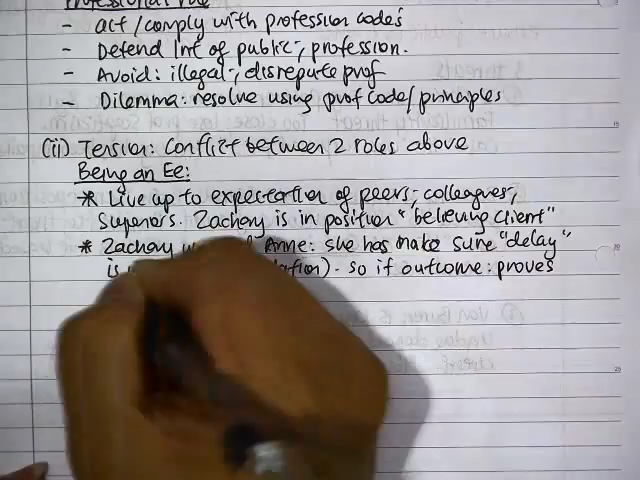 Professional role
- act/comply with profession codes
- Defend int of public, profession.
- Avoid: illegal, disrepute prof
- Dilemma: resolve using prof code/principles
(ii) Tension: Conflict between 2 roles above
Being an Ee:
* Live up to expectation of peers, colleagues,
superiors. Zachary is in position "believing client"
* Zachary Anne: she has make sure "delay"
is so if outcome: proves